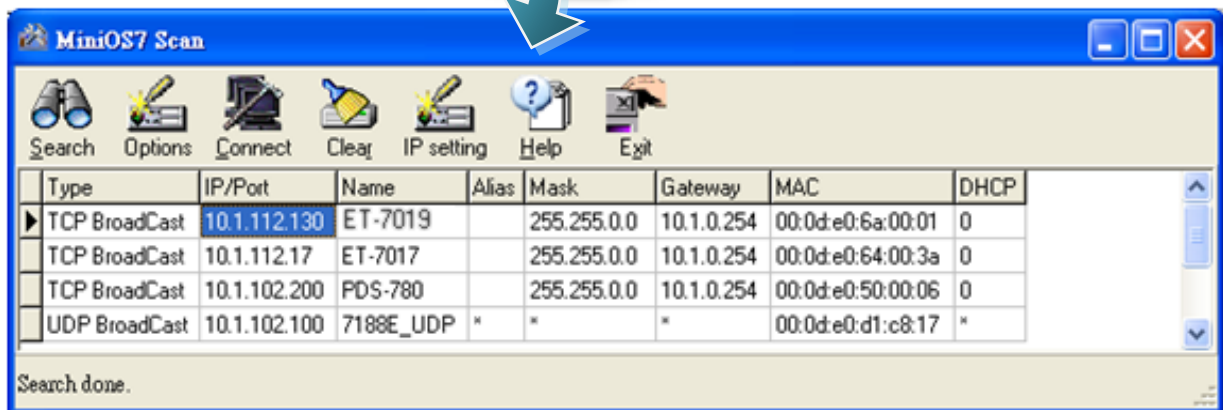 MiniOS7 Scan
Search Options Connect Clear IP setting Help Exit
Type IP/Port Name Alias Mask Gateway MAC DHCP
TCP BroadCast 10.1.112.130 ET-7019 255.255.0.0 10.1.0.254 00:0d:e0:6a:00:01 0
TCP BroadCast 10.1.112.17 ET-7017 255.255.0.0 10.1.0.254 00:0d:e0:64:00:3a 0
TCP BroadCast 10.1.102.200 PDS-780 255.255.0.0 10.1.0.254 00:0d:e0:50:00:06 0
UDP BroadCast 10.1.102.100 7188E_UDP * * * 00:0d:e0:d1:c8:17 *
Search done.